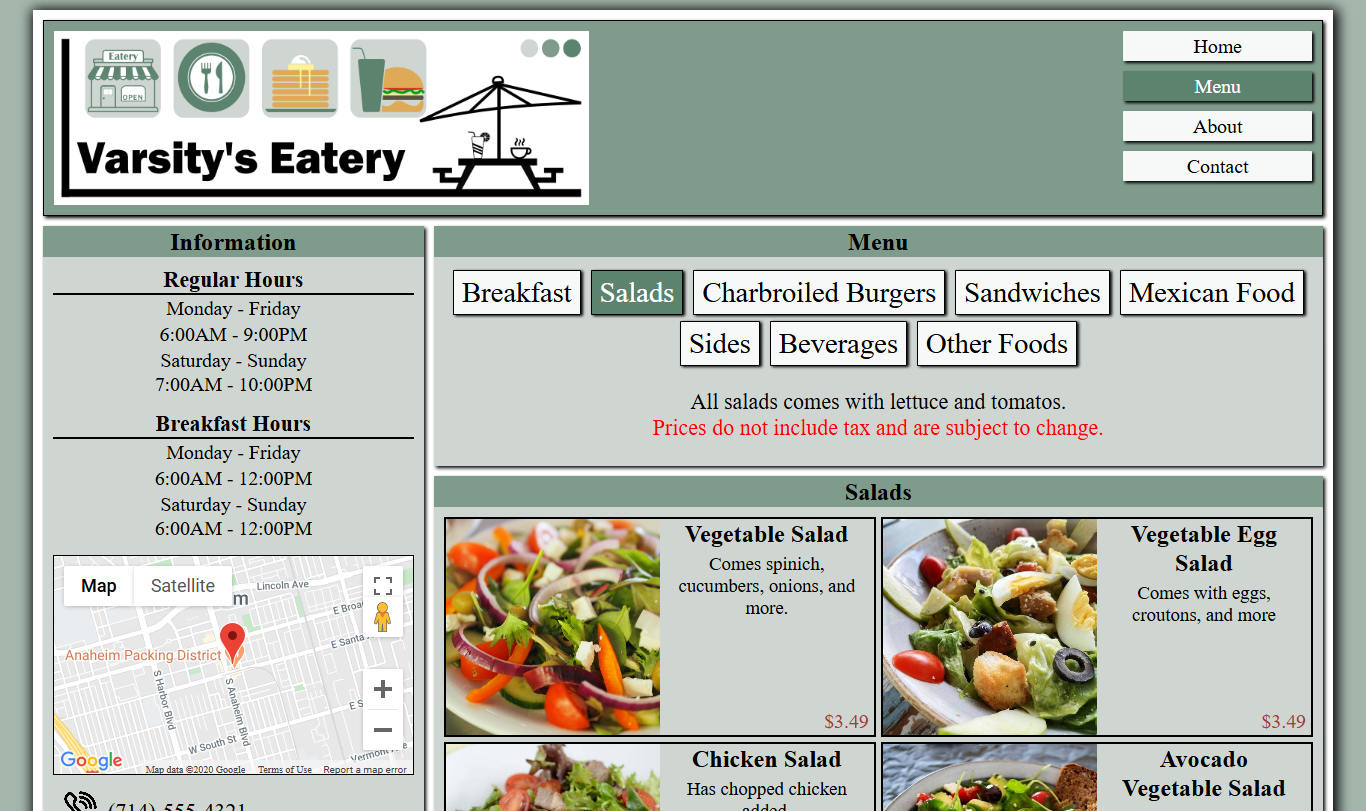 Eatery
OPEN
Varsity's Eatery
Home
Menu
About
Contact
Information
Regular Hours
Monday - Friday
6:00AM - 9:00PM
Saturday - Sunday
7:00AM - 10:00PM
Breakfast Hours
Monday - Friday
6:00AM - 12:00PM
Saturday - Sunday
6:00AM - 12:00PM
Map
Satellite
Lincoln Ave
m
E Broa
E Santa A
Anaheim Packing District
S Harbor Blvd
S Anaheim Blvd
E S
W South St
Vermont Ave
Google
Map data ©2020 Google
Terms of Use
Report a map error
(714) 555-4321
Menu
Breakfast
Salads
Charbroiled Burgers
Sandwiches
Mexican Food
Sides
Beverages
Other Foods
All salads comes with lettuce and tomatos.
Prices do not include tax and are subject to change.
Salads
Vegetable Salad
Comes spinich,
cucumbers, onions, and
more.
$3.49
Vegetable Egg
Salad
Comes with eggs,
croutons, and more
$3.49
Chicken Salad
Has chopped chicken
added
Avocado
Vegetable Salad